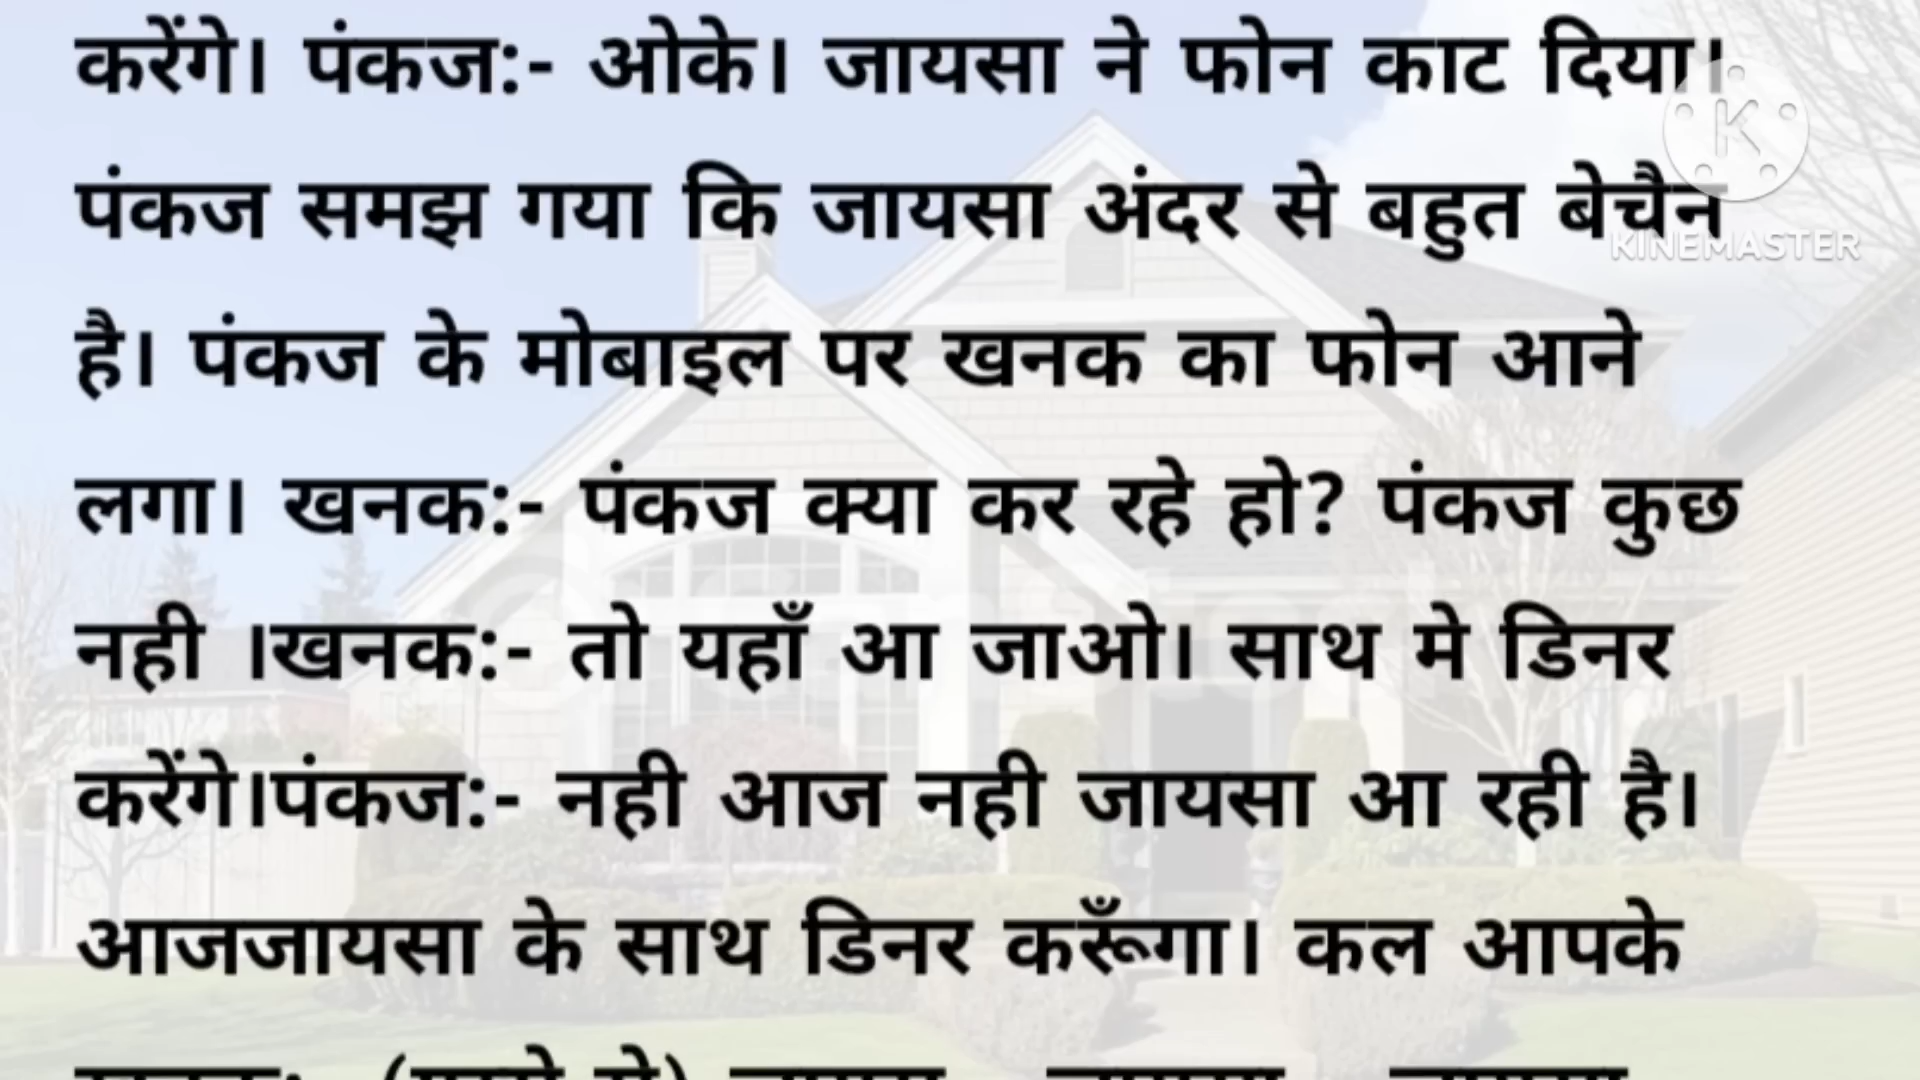 करेंगे। पंकज:- ओके। जायसा ने फोन काट दिया।
पंकज समझ गया कि जायसा अंदर से बहुत बेचैन
KINEMASTER
है। पंकज के मोबाइल पर खनक का फोन आने
लगा। खनक:- पंकज क्या कर रहे हो? पंकज कुछ
नही ।खनक:- तो यहाँ आ जाओ। साथ मे डिनर
करेंगे।पंकज:- नही आज नही जायसा आ रही है।
आजजायसा के साथ डिनर करूँगा। कल आपके